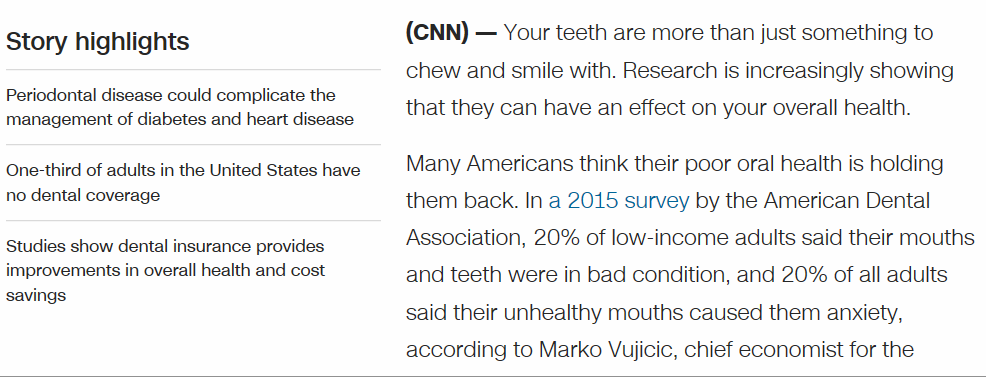 Story highlights
Periodontal disease could complicate the
management of diabetes and heart disease
One-third of adults in the United States have
no dental coverage
Studies show dental insurance provides
improvements in overall health and cost
savings
(CNN) — Your teeth are more than just something to
chew and smile with. Research is increasingly showing
that they can have an effect on your overall health.
Many Americans think their poor oral health is holding
them back. In a 2015 survey by the American Dental
Association, 20% of low-income adults said their mouths
and teeth were in bad condition, and 20% of all adults
said their unhealthy mouths caused them anxiety,
according to Marko Vujicic, chief economist for the